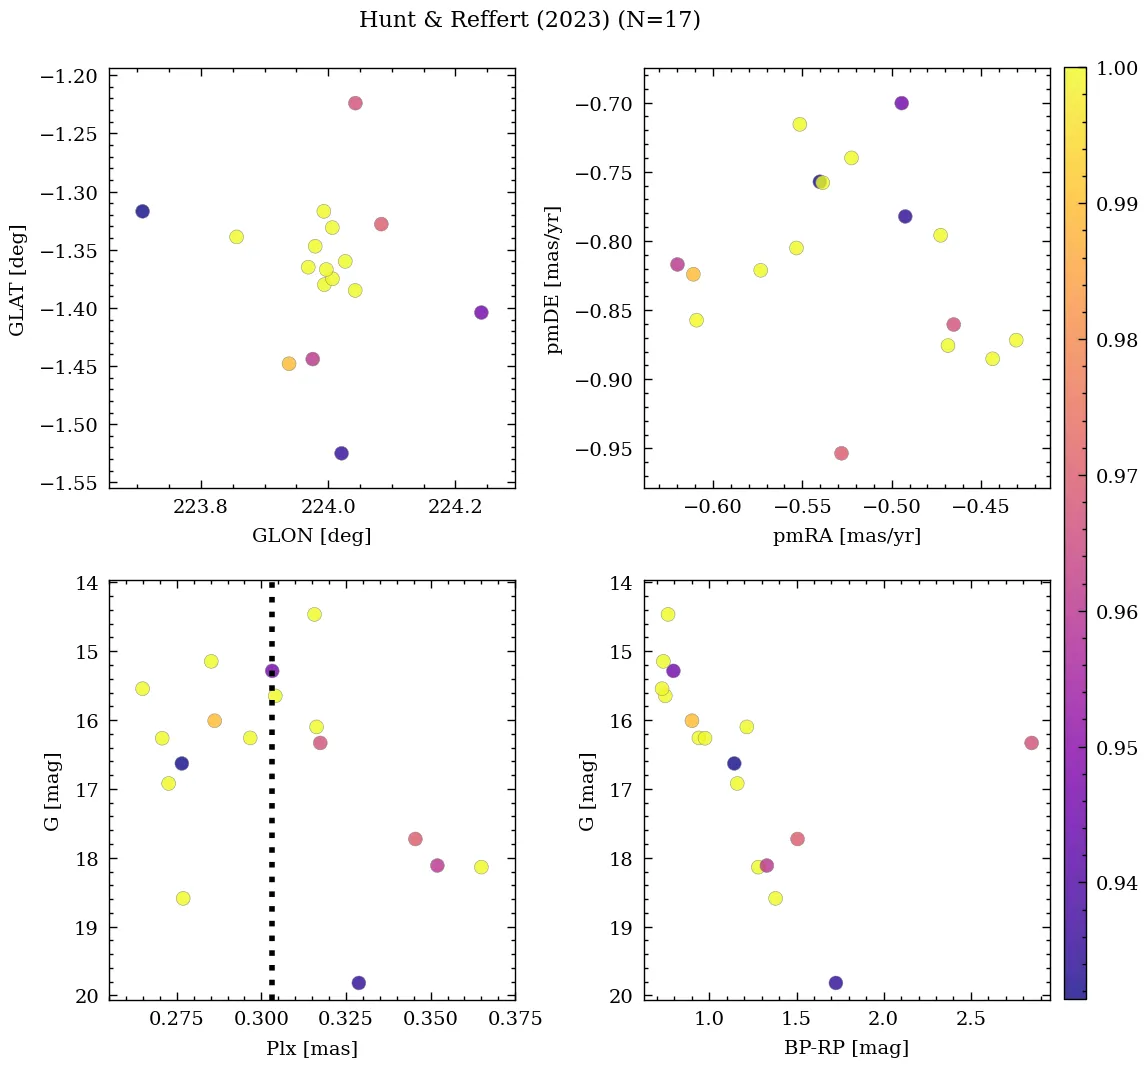 Hunt & Reffert (2023) (N=17)
−1.20
−1.25
−1.30
−1.35
−1.40
−1.45
−1.50
−1.55
GLAT [deg]
223.8 224.0 224.2
GLON [deg]
−0.70
−0.75
−0.80
−0.85
−0.90
−0.95
pmDE [mas/yr]
−0.60 −0.55 −0.50 −0.45
pmRA [mas/yr]
14
15
16
17
18
19
20
G [mag]
0.275 0.300 0.325 0.350 0.375
Plx [mas]
14
15
16
17
18
19
20
G [mag]
1.0 1.5 2.0 2.5
BP-RP [mag]
1.00
0.99
0.98
0.97
0.96
0.95
0.94